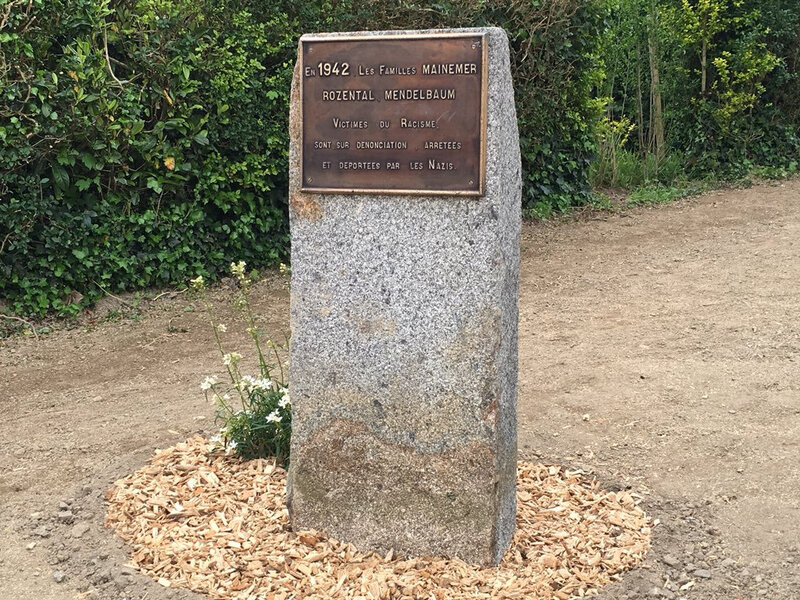 En 1942 Les Familles MAINEMER
ROZENTAL MENDELBAUM
Victimes du Racisme,
sont sur denonciation arretées
et deportées par les Nazis.